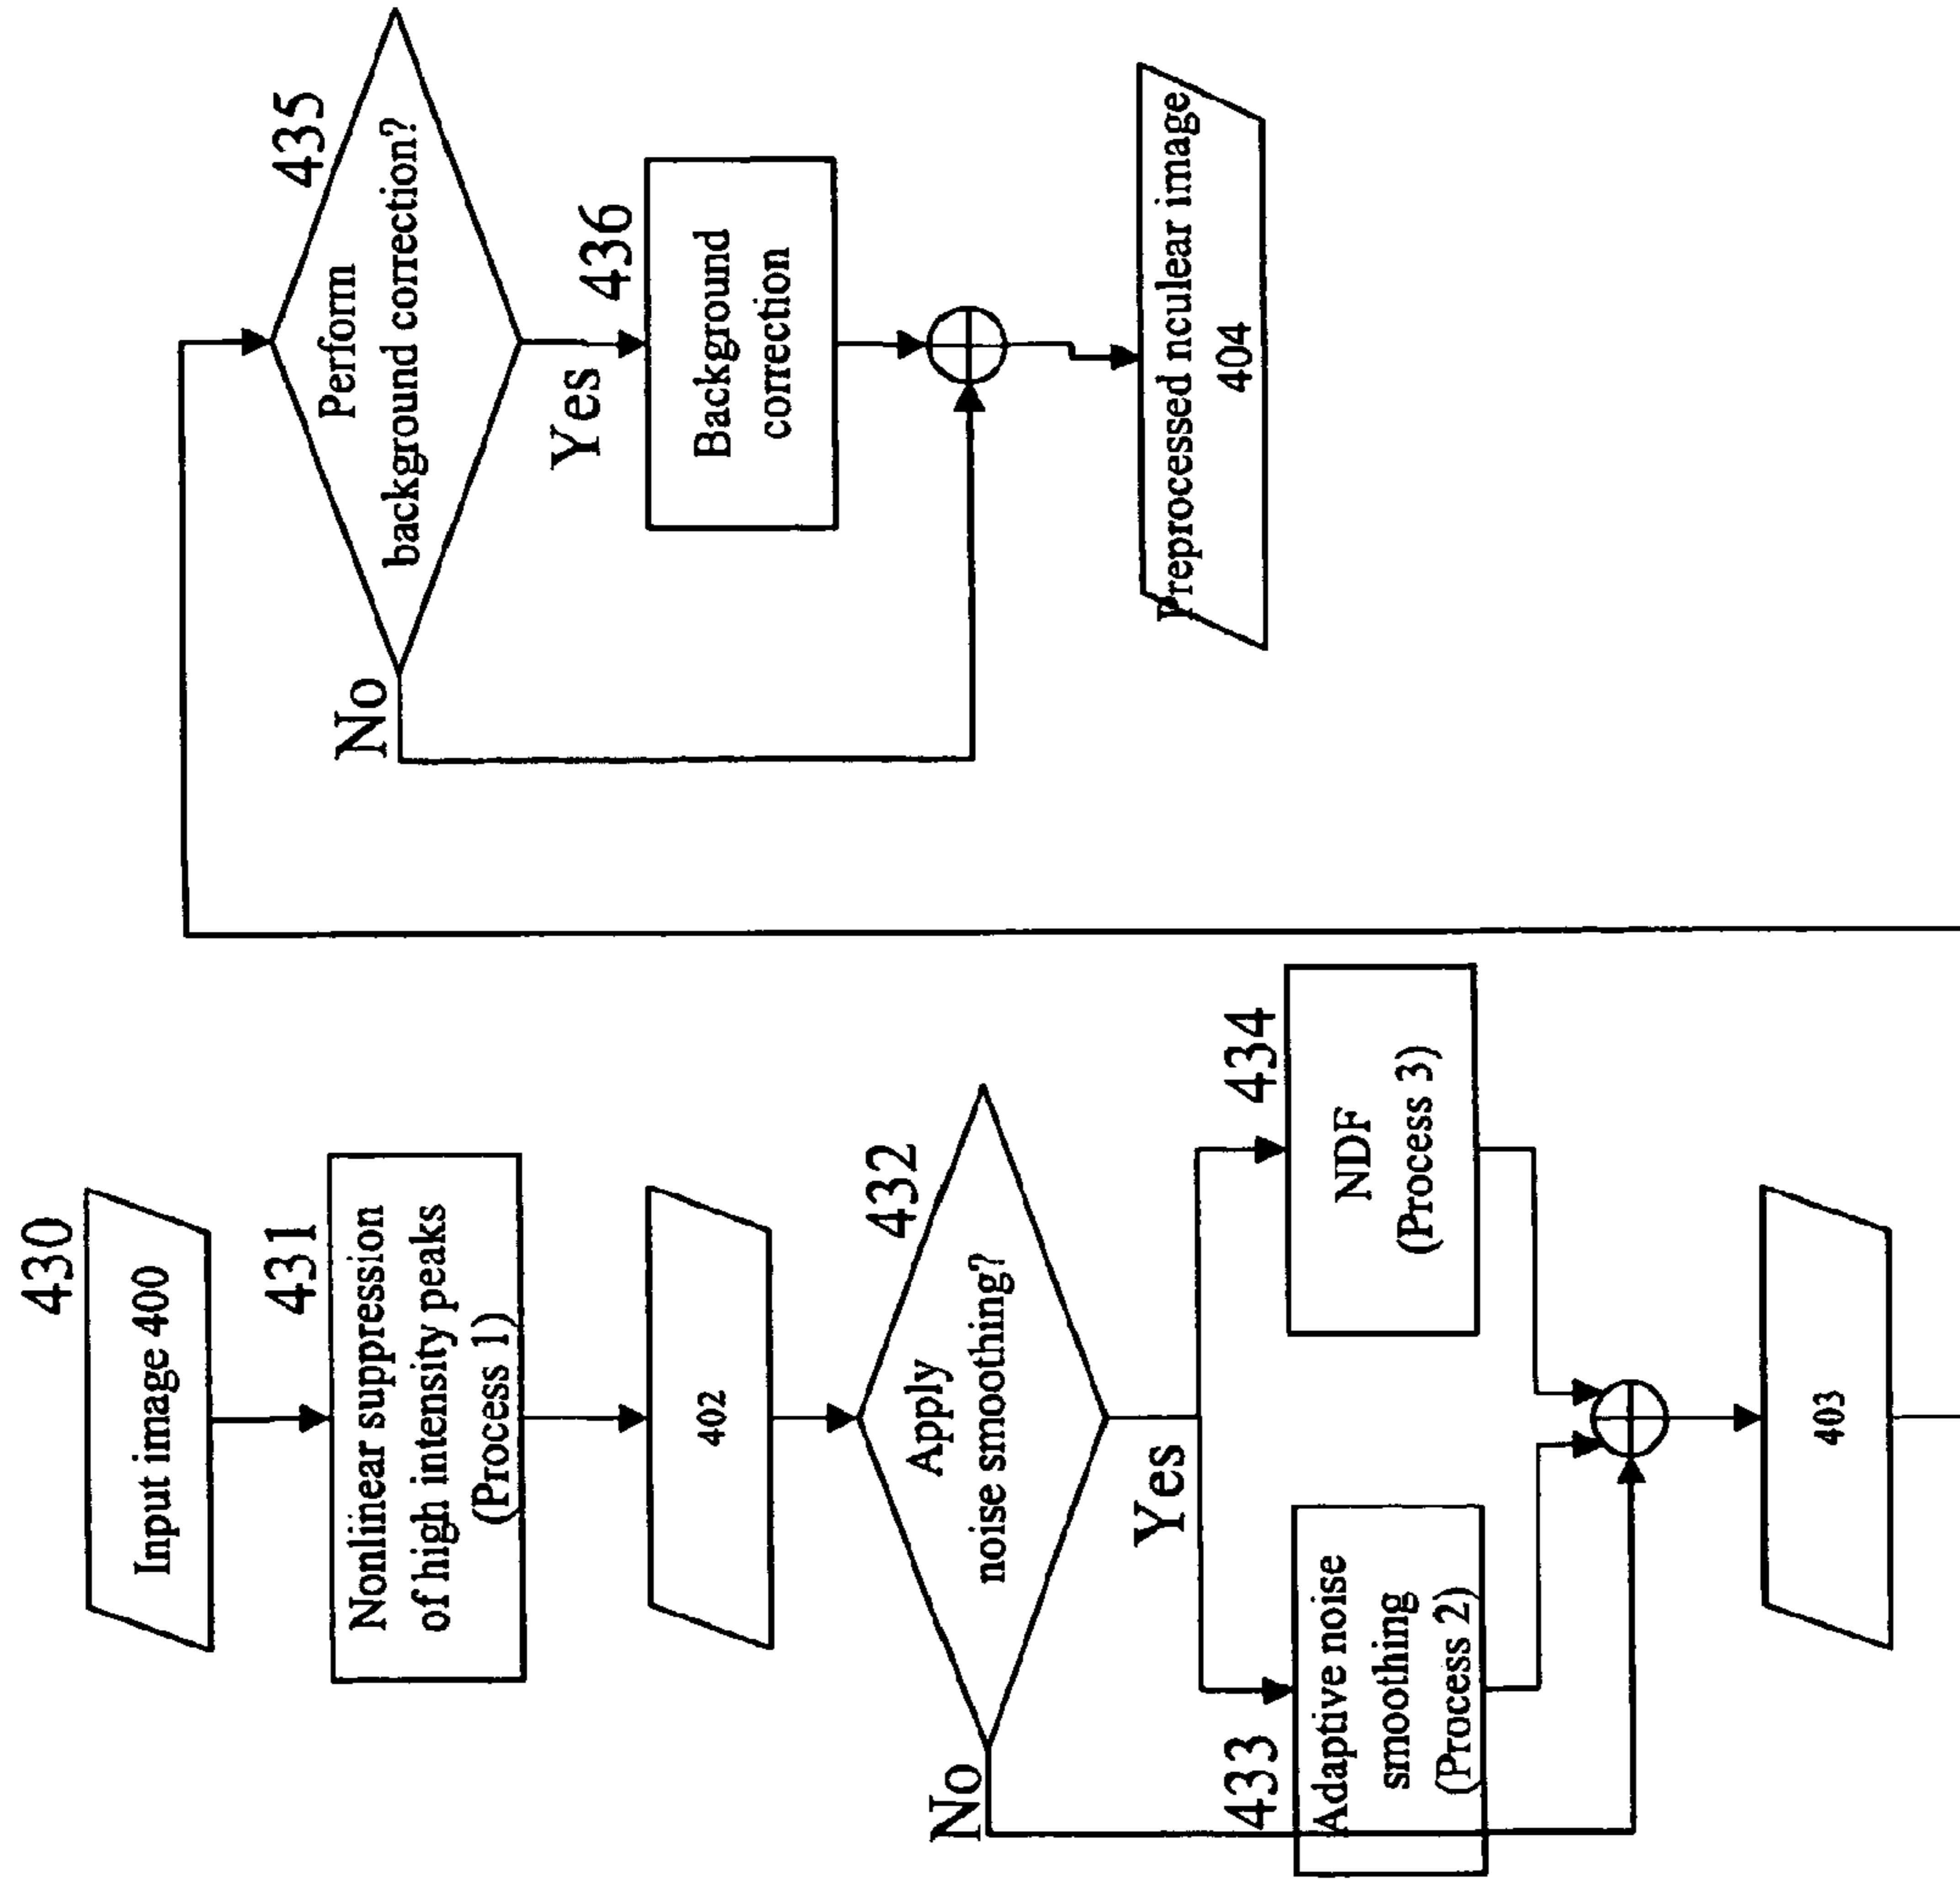 430
Input image 400
431
Nonlinear suppression
of high intensity peaks
(Process 1)
402
432
Apply
noise smoothing?
No
Yes
433
Adaptive noise
smoothing
(Process 2)
434
NDF
(Process 3)
403
435
Perform
background correction?
No
Yes
436
Background
correction
Preprocessed nculear image
404